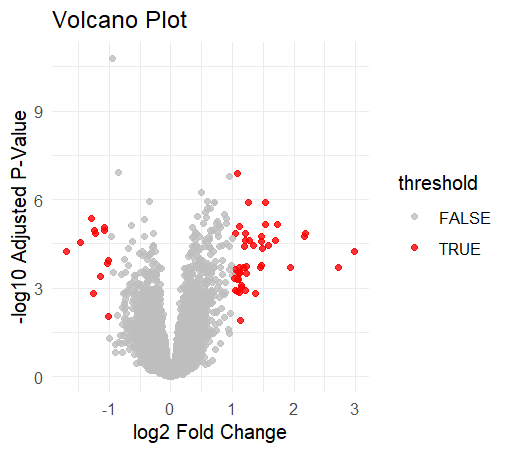 Volcano Plot
-log10 Adjusted P-Value
9
6
3
0
-1
0
1
2
3
log2 Fold Change
threshold
FALSE
TRUE